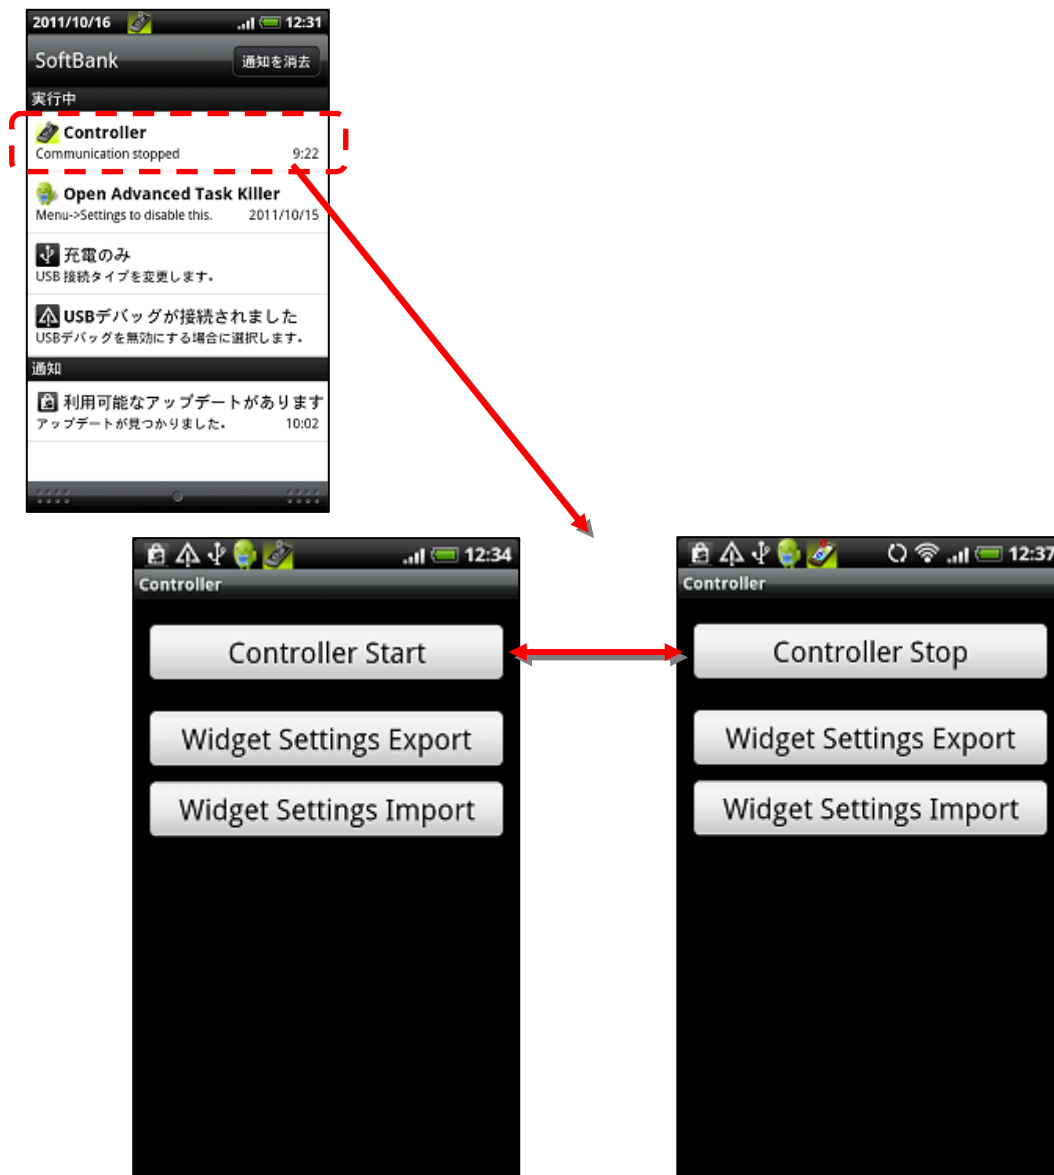 2011/10/16 12:31
SoftBank 通知を消去
実行中
Controller
Communication stopped 9:22
Open Advanced Task Killer
Menu->Settings to disable this. 2011/10/15
充電のみ
USB 接続タイプを変更します。
USBデバッグが接続されました
USBデバッグを無効にする場合に選択します。
通知
利用可能なアップデートがあります
アップデートが見つかりました。 10:02
12:34
Controller
Controller Start
Widget Settings Export
Widget Settings Import
12:37
Controller
Controller Stop
Widget Settings Export
Widget Settings Import